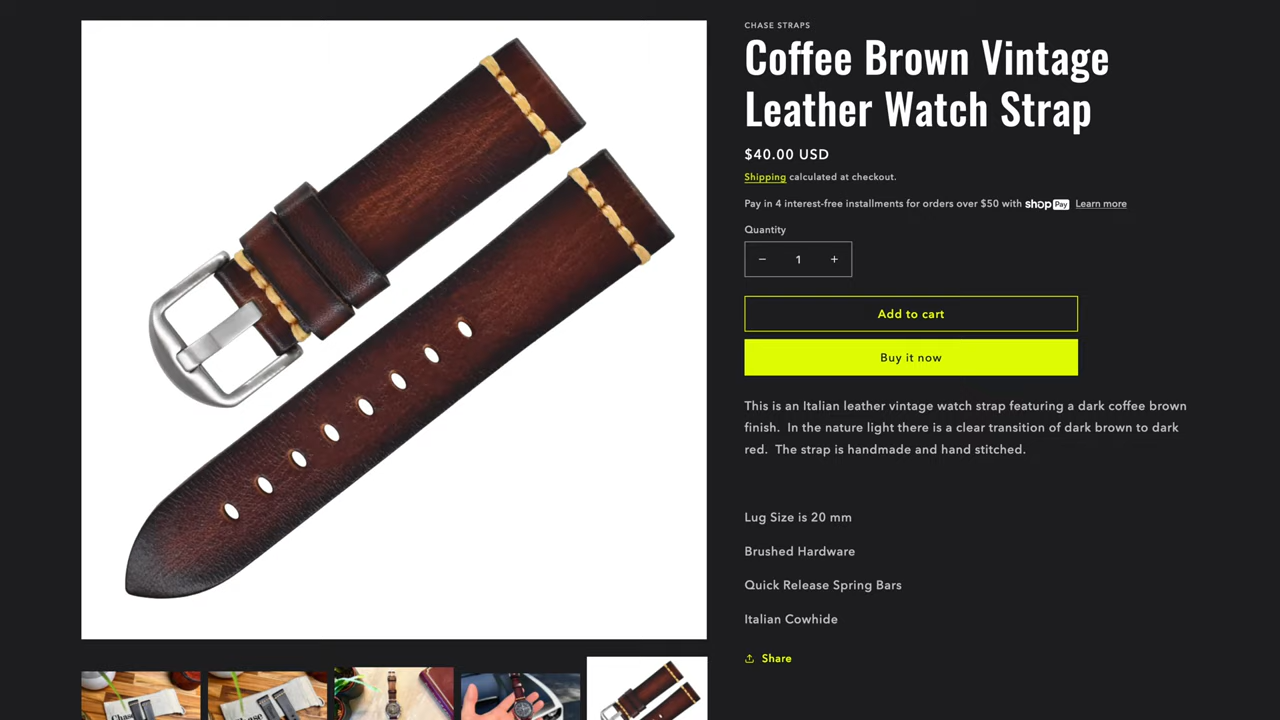 CHASE STRAPS
Coffee Brown Vintage
Leather Watch Strap
$40.00 USD
Shipping calculated at checkout.
Pay in 4 interest-free installments for orders over $50 with shop Pay Learn more
Quantity
− 1 +
Add to cart
Buy it now
This is an Italian leather vintage watch strap featuring a dark coffee brown
finish. In the nature light there is a clear transition of dark brown to dark
red. The strap is handmade and hand stitched.
Lug Size is 20 mm
Brushed Hardware
Quick Release Spring Bars
Italian Cowhide
Share
Chase